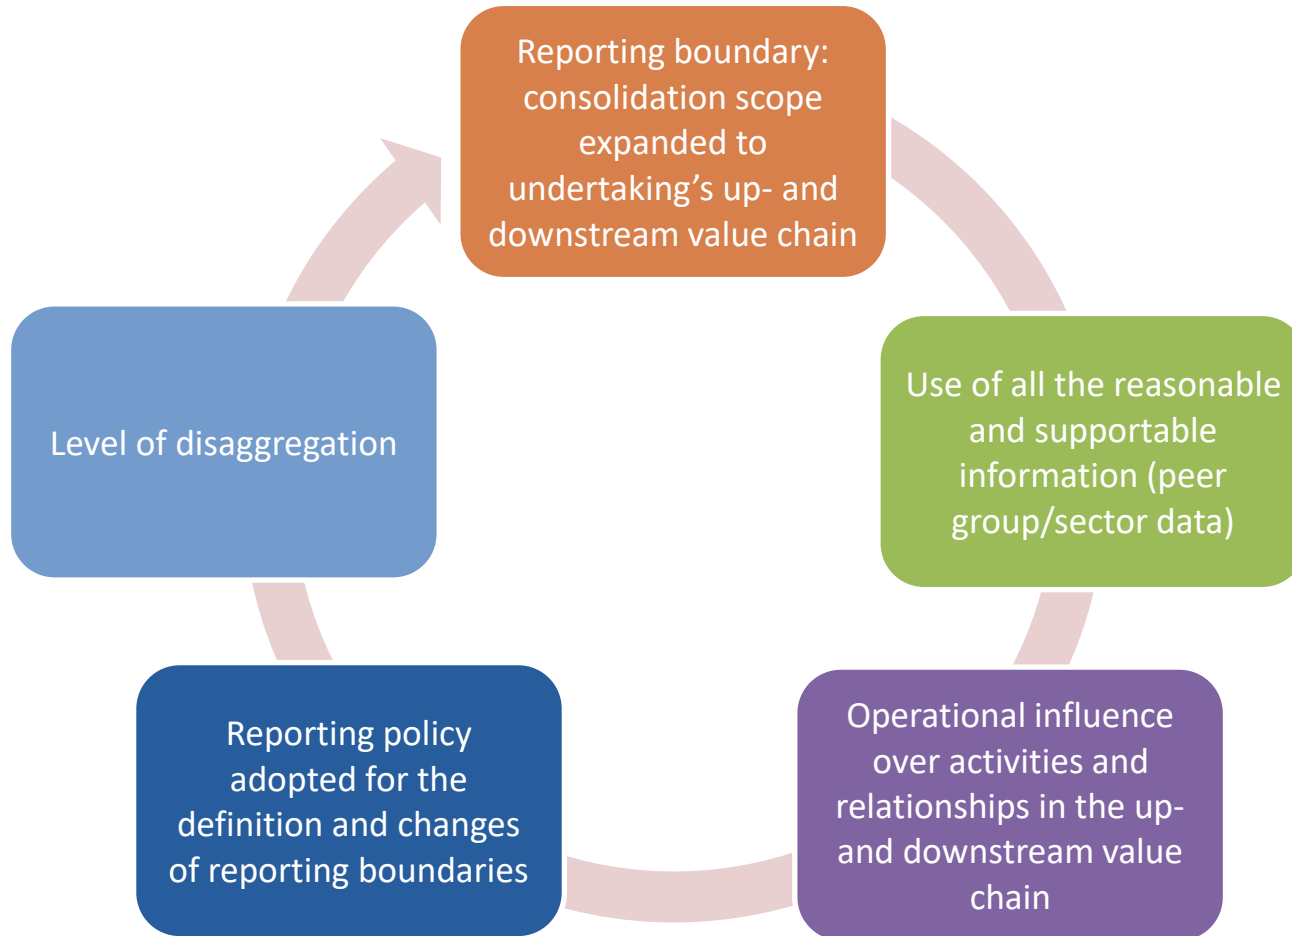 Reporting boundary:
consolidation scope
expanded to
undertaking’s up- and
downstream value chain
Use of all the reasonable
and supportable
information (peer
group/sector data)
Operational influence
over activities and
relationships in the up-
and downstream value
chain
Reporting policy
adopted for the
definition and changes
of reporting boundaries
Level of disaggregation